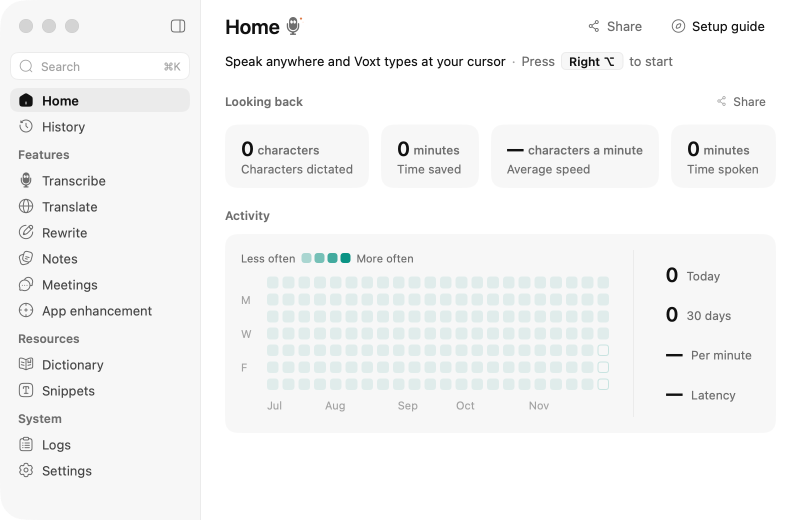 Search ⌘K
Home
History
Features
Transcribe
Translate
Rewrite
Notes
Meetings
App enhancement
Resources
Dictionary
Snippets
System
Logs
Settings
Home
Share
Setup guide
Speak anywhere and Voxt types at your cursor · Press Right ⌥ to start
Looking back
Share
0 characters
Characters dictated
0 minutes
Time saved
— characters a minute
Average speed
0 minutes
Time spoken
Activity
Less often More often
M
W
F
Jul Aug Sep Oct Nov
0 Today
0 30 days
— Per minute
— Latency